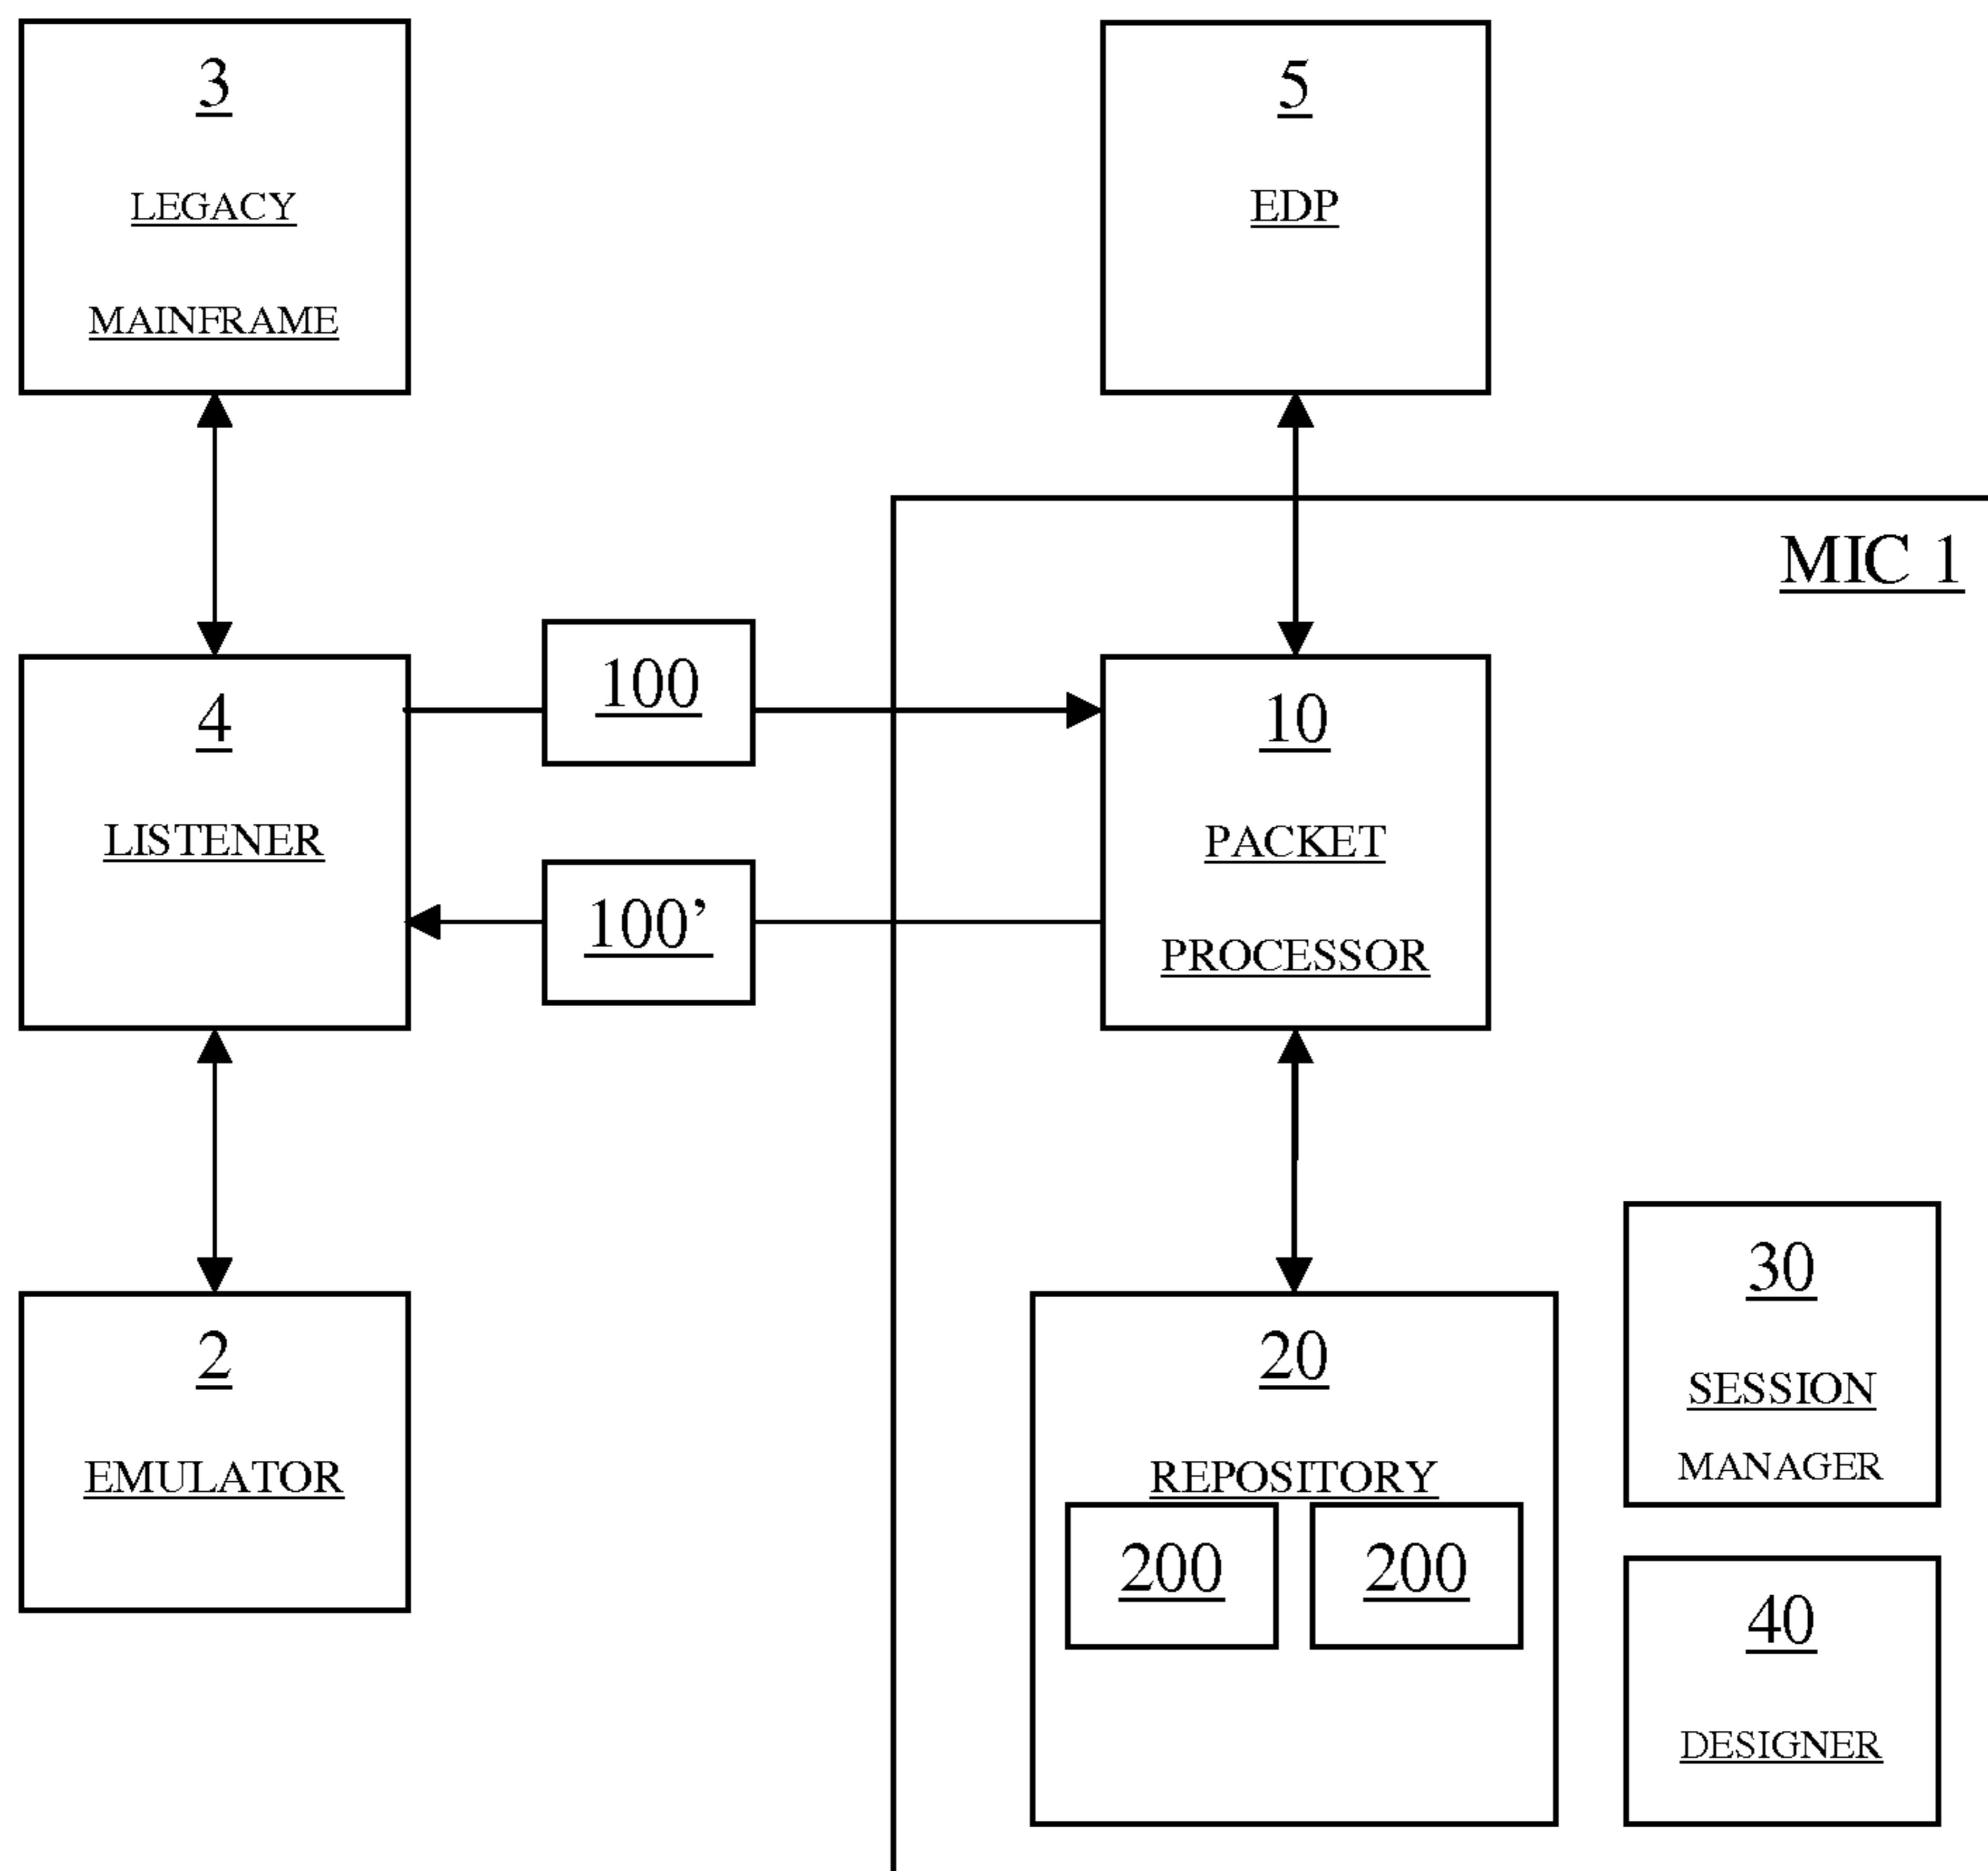 3
LEGACY
MAINFRAME
5
EDP
MIC 1
4
LISTENER
100
100’
10
PACKET
PROCESSOR
2
EMULATOR
20
REPOSITORY
200
200
30
SESSION
MANAGER
40
DESIGNER